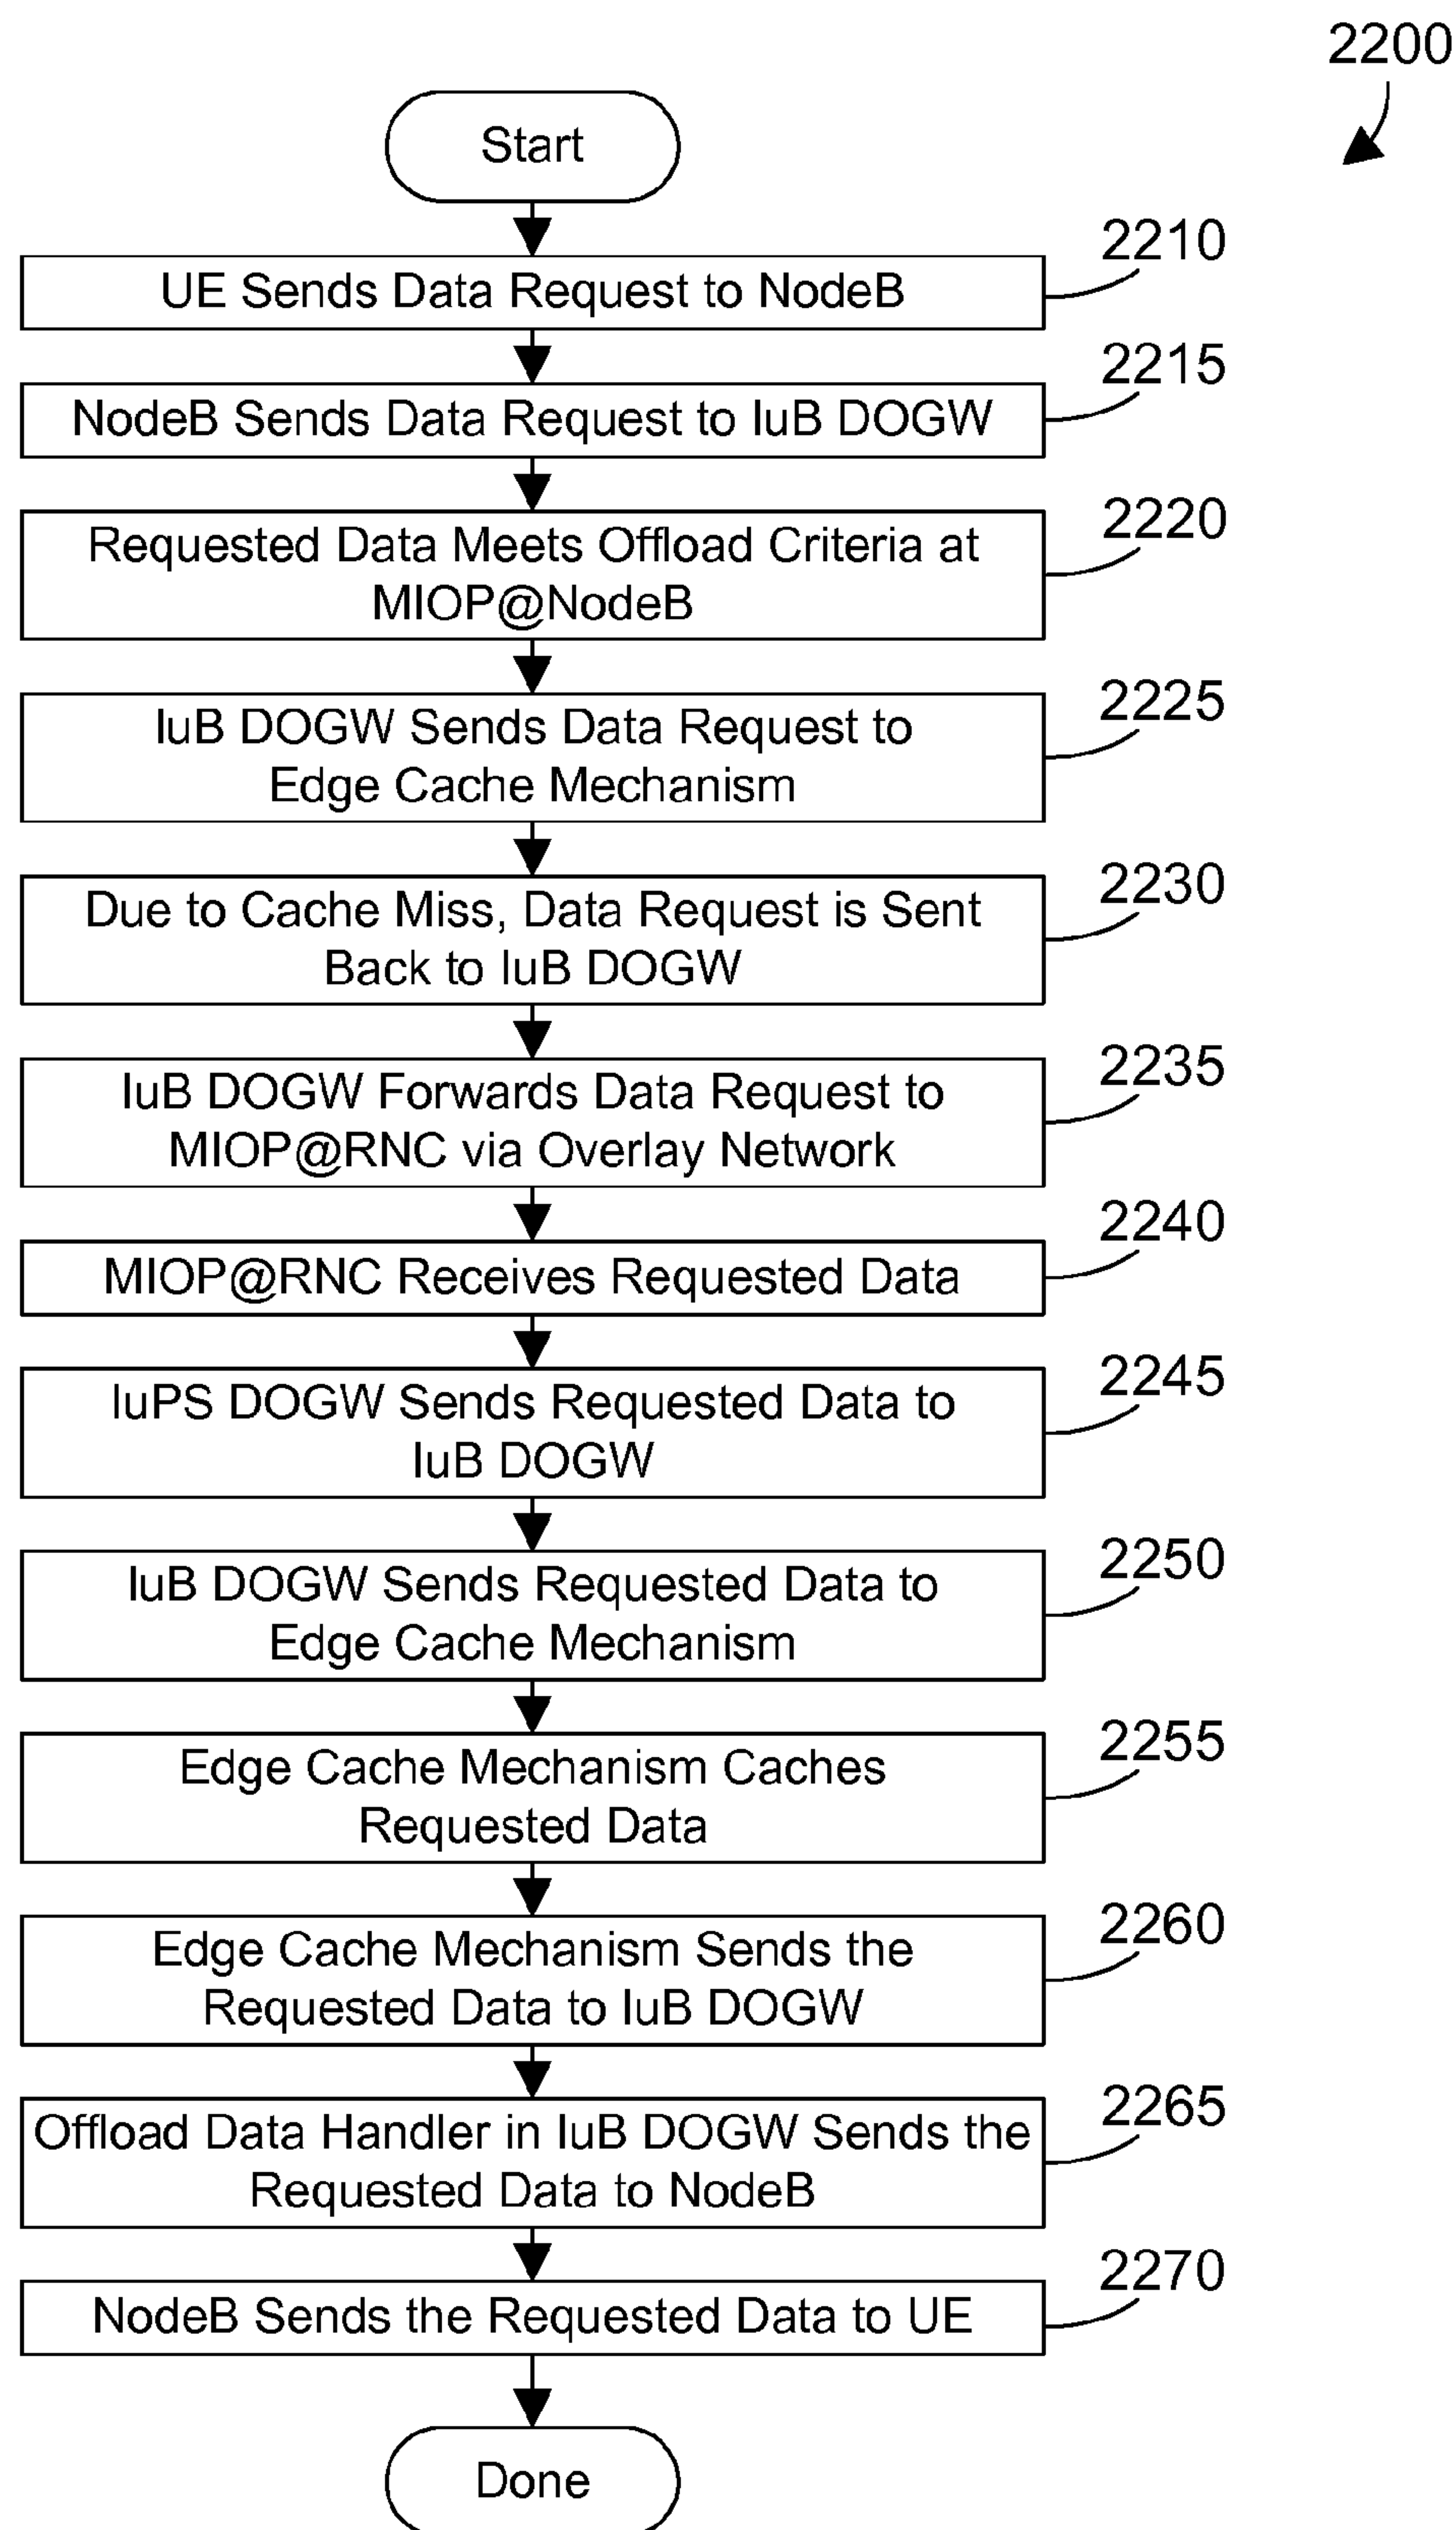 2200
Start
2210
UE Sends Data Request to NodeB
2215
NodeB Sends Data Request to IuB DOGW
2220
Requested Data Meets Offload Criteria at
MIOP@NodeB
2225
IuB DOGW Sends Data Request to
Edge Cache Mechanism
2230
Due to Cache Miss, Data Request is Sent
Back to IuB DOGW
2235
IuB DOGW Forwards Data Request to
MIOP@RNC via Overlay Network
2240
MIOP@RNC Receives Requested Data
2245
IuPS DOGW Sends Requested Data to
IuB DOGW
2250
IuB DOGW Sends Requested Data to
Edge Cache Mechanism
2255
Edge Cache Mechanism Caches
Requested Data
2260
Edge Cache Mechanism Sends the
Requested Data to IuB DOGW
2265
Offload Data Handler in IuB DOGW Sends the
Requested Data to NodeB
2270
NodeB Sends the Requested Data to UE
Done